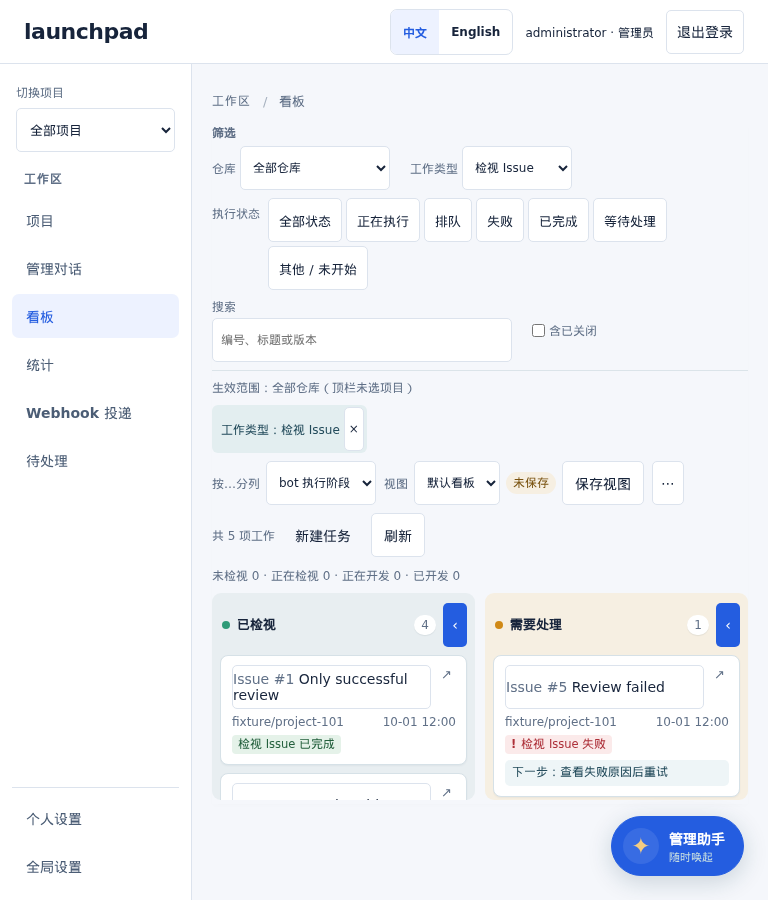 launchpad
中文
English
administrator · 管理员
退出登录
切换项目
全部项目
工作区
项目
管理对话
看板
统计
Webhook 投递
待处理
个人设置
全局设置
工作区 / 看板
筛选
仓库
全部仓库
工作类型
检视 Issue
执行状态
全部状态
正在执行
排队
失败
已完成
等待处理
其他 / 未开始
搜索
编号、标题或版本
含已关闭
生效范围：全部仓库（顶栏未选项目）
工作类型：检视 Issue ×
按…分列
bot 执行阶段
视图
默认看板
未保存
保存视图
…
共 5 项工作
新建任务
刷新
未检视 0 · 正在检视 0 · 正在开发 0 · 已开发 0
已检视
4
‹
Issue #1 Only successful
review
↗
fixture/project-101
10-01 12:00
检视 Issue 已完成
↗
需要处理
1
‹
Issue #5 Review failed
↗
fixture/project-101
10-01 12:00
! 检视 Issue 失败
下一步：查看失败原因后重试
管理助手
随时唤起